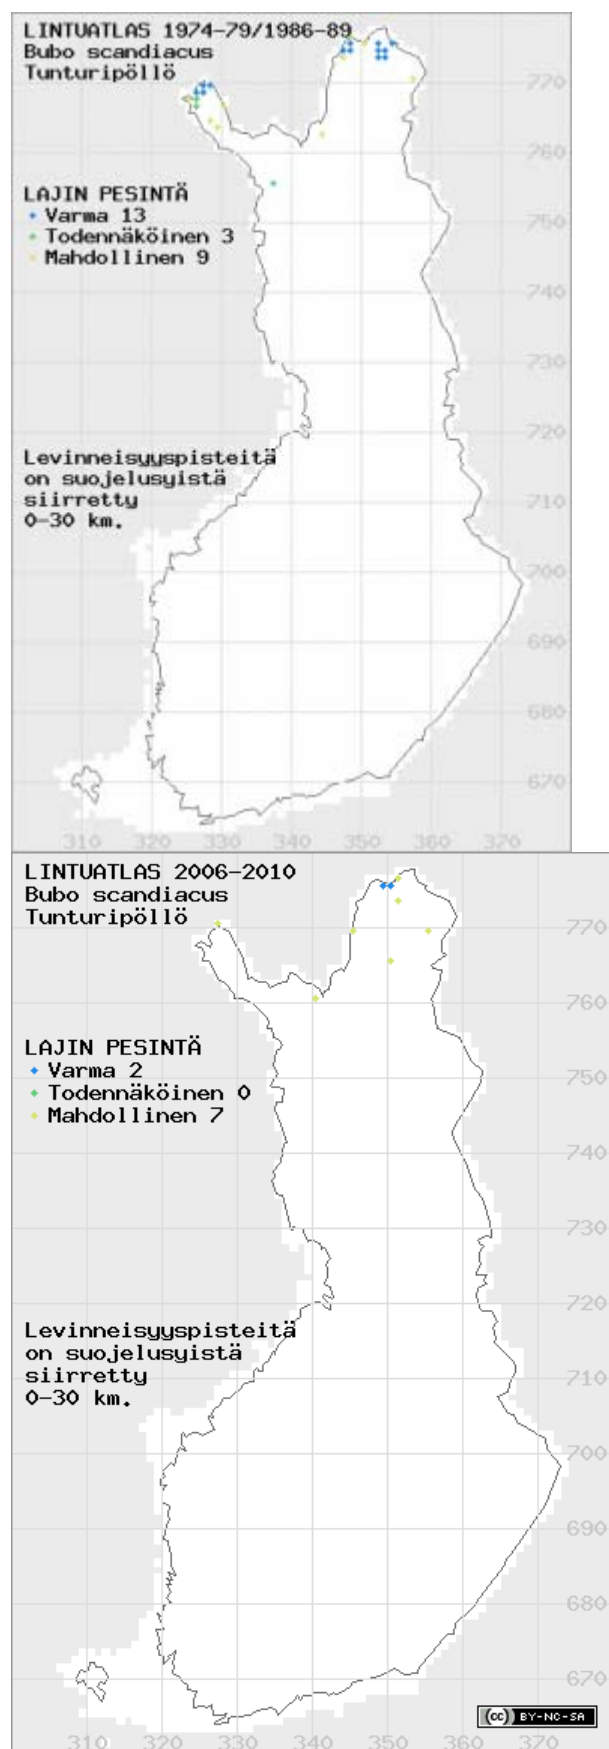 LINTUATLAS 1974-79/1986-89
Bubo scandiacus
Tunturipöllö
770
760
LAJIN PESINTÄ
Varma 13
Todennäköinen 3
Mahdollinen 9
750
740
730
720
Levinneisyyspisteitä
on suojelusyistä
siirretty
0-30 km.
710
700
690
680
670
310 320 330 340 350 360 370
LINTUATLAS 2006-2010
Bubo scandiacus
Tunturipöllö
770
760
LAJIN PESINTÄ
Varma 2
Todennäköinen 0
Mahdollinen 7
750
740
730
720
Levinneisyyspisteitä
on suojelusyistä
siirretty
0-30 km.
710
700
690
680
670
(cc) BY-NC-SA
310 320 330 340 350 360 370